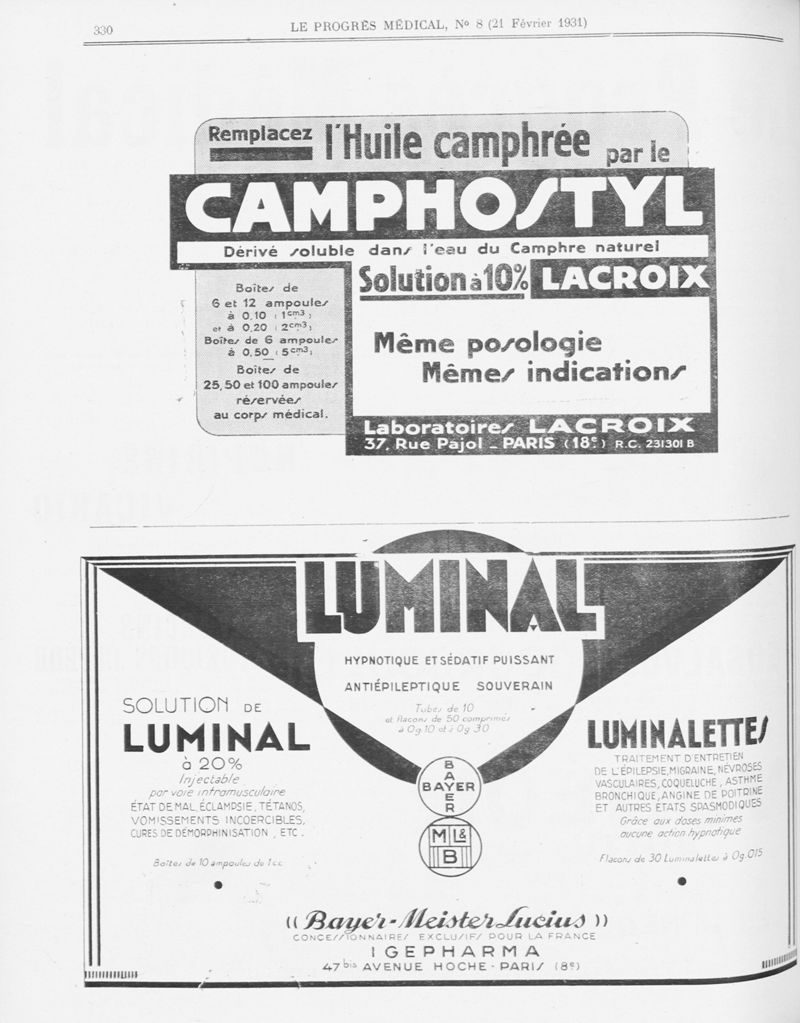 330
LE PROGRÈS MÉDICAL, No 8 (21 Février 1931)
Remplacez l'Huile camphrée par le
CAMPHOSTYL
Dérivé soluble dans l'eau du Camphre naturel
Boîtes de
6 et 12 ampoules
à 0,10 (1cm3)
et à 0,20 (2cm3)
Boîtes de 6 ampoules
à 0,50 (5cm3)
Boîtes de
25, 50 et 100 ampoules
réservées
au corps médical.
Solution à 10% LACROIX
Même posologie
Mêmes indications
Laboratoires LACROIX
37, Rue Pajol _ PARIS (18e) R.C. 231301 B
LUMINAL
HYPNOTIQUE ET SÉDATIF PUISSANT
ANTIÉPILEPTIQUE SOUVERAIN
Tubes de 10
et flacons de 50 comprimés
à 0g10 et à 0g30
SOLUTION DE
LUMINAL
à 20%
Injectable
par voie intramusculaire
ÉTAT DE MAL, ÉCLAMPSIE, TÉTANOS,
VOMISSEMENTS INCOERCIBLES,
CURES DE DÉMORPHINISATION, ETC.
Boîtes de 10 ampoules de 1cc
BAYER
BAYER
M L&
B
LUMINALETTES
TRAITEMENT D'ENTRETIEN
DE L'ÉPILEPSIE, MIGRAINE, NÉVROSES
VASCULAIRES, COQUELUCHE, ASTHME
BRONCHIQUE, ANGINE DE POITRINE
ET AUTRES ÉTATS SPASMODIQUES
Grâce aux doses minimes
aucune action hypnotique
Flacons de 30 Luminalettes à 0g.015
(( Bayer-Meister Lucius ))
CONCESSIONNAIRES EXCLUSIFS POUR LA FRANCE
IGEPHARMA
47bis AVENUE HOCHE - PARIS (8e)